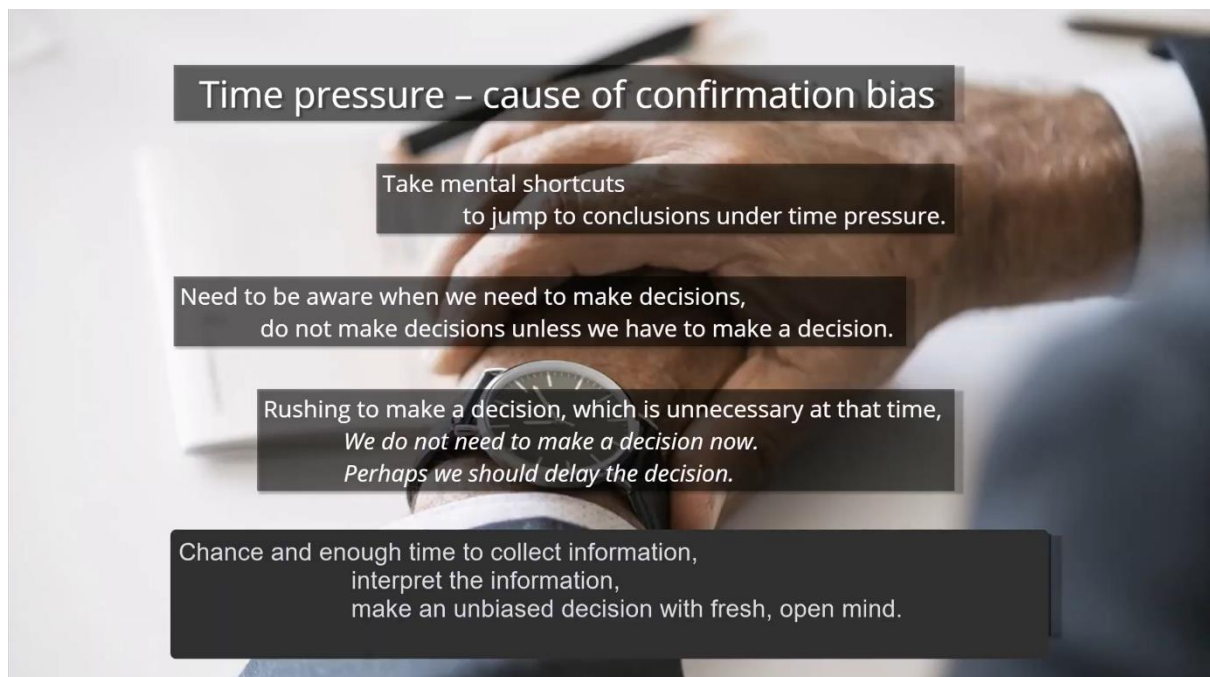 Time pressure – cause of confirmation bias
Take mental shortcuts
to jump to conclusions under time pressure.
Need to be aware when we need to make decisions,
do not make decisions unless we have to make a decision.
Rushing to make a decision, which is unnecessary at that time,
We do not need to make a decision now.
Perhaps we should delay the decision.
Chance and enough time to collect information,
interpret the information,
make an unbiased decision with fresh, open mind.